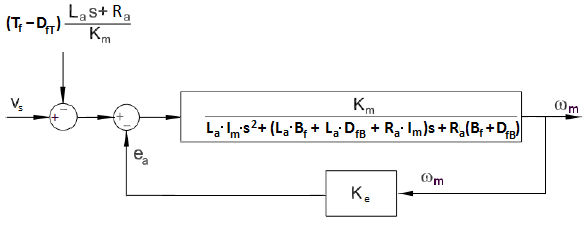 (T_f – D_fT) (L_a s + R_a) / K_m
V_s
+
−
+
−
K_m
L_a· I_m·s² + (L_a· B_f + L_a· D_fB + R_a· I_m)s + R_a(B_f + D_fB)
ω_m
e_a
K_e
ω_m